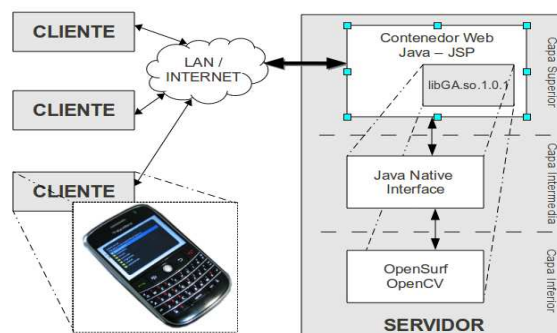 CLIENTE
CLIENTE
CLIENTE
LAN /
INTERNET
Contenedor Web
Java – JSP
libGA.so.1.0.1
Capa Superior
Java Native
Interface
Capa Intermedia
OpenSurf
OpenCV
Capa Inferior
SERVIDOR